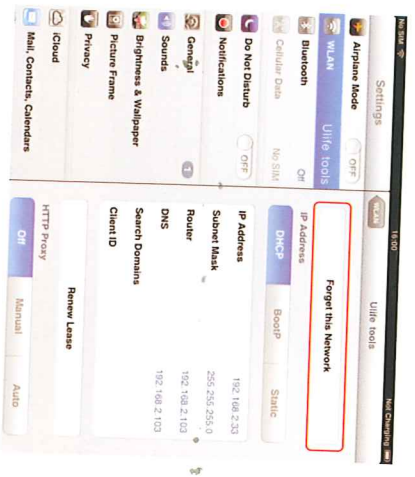 No SIM 16:00 Not Charging
Settings
Airplane Mode OFF
WLAN Ulife tools
Bluetooth Off
Cellular Data No SIM
Do Not Disturb OFF
Notifications
General 1
Sounds
Brightness & Wallpaper
Picture Frame
Privacy
iCloud
Mail, Contacts, Calendars
WLAN Ulife tools
Forget this Network
IP Address
DHCP BootP Static
IP Address 192.168.2.33
Subnet Mask 255.255.255.0
Router 192.168.2.103
DNS 192.168.2.103
Search Domains
Client ID
Renew Lease
HTTP Proxy
Off Manual Auto